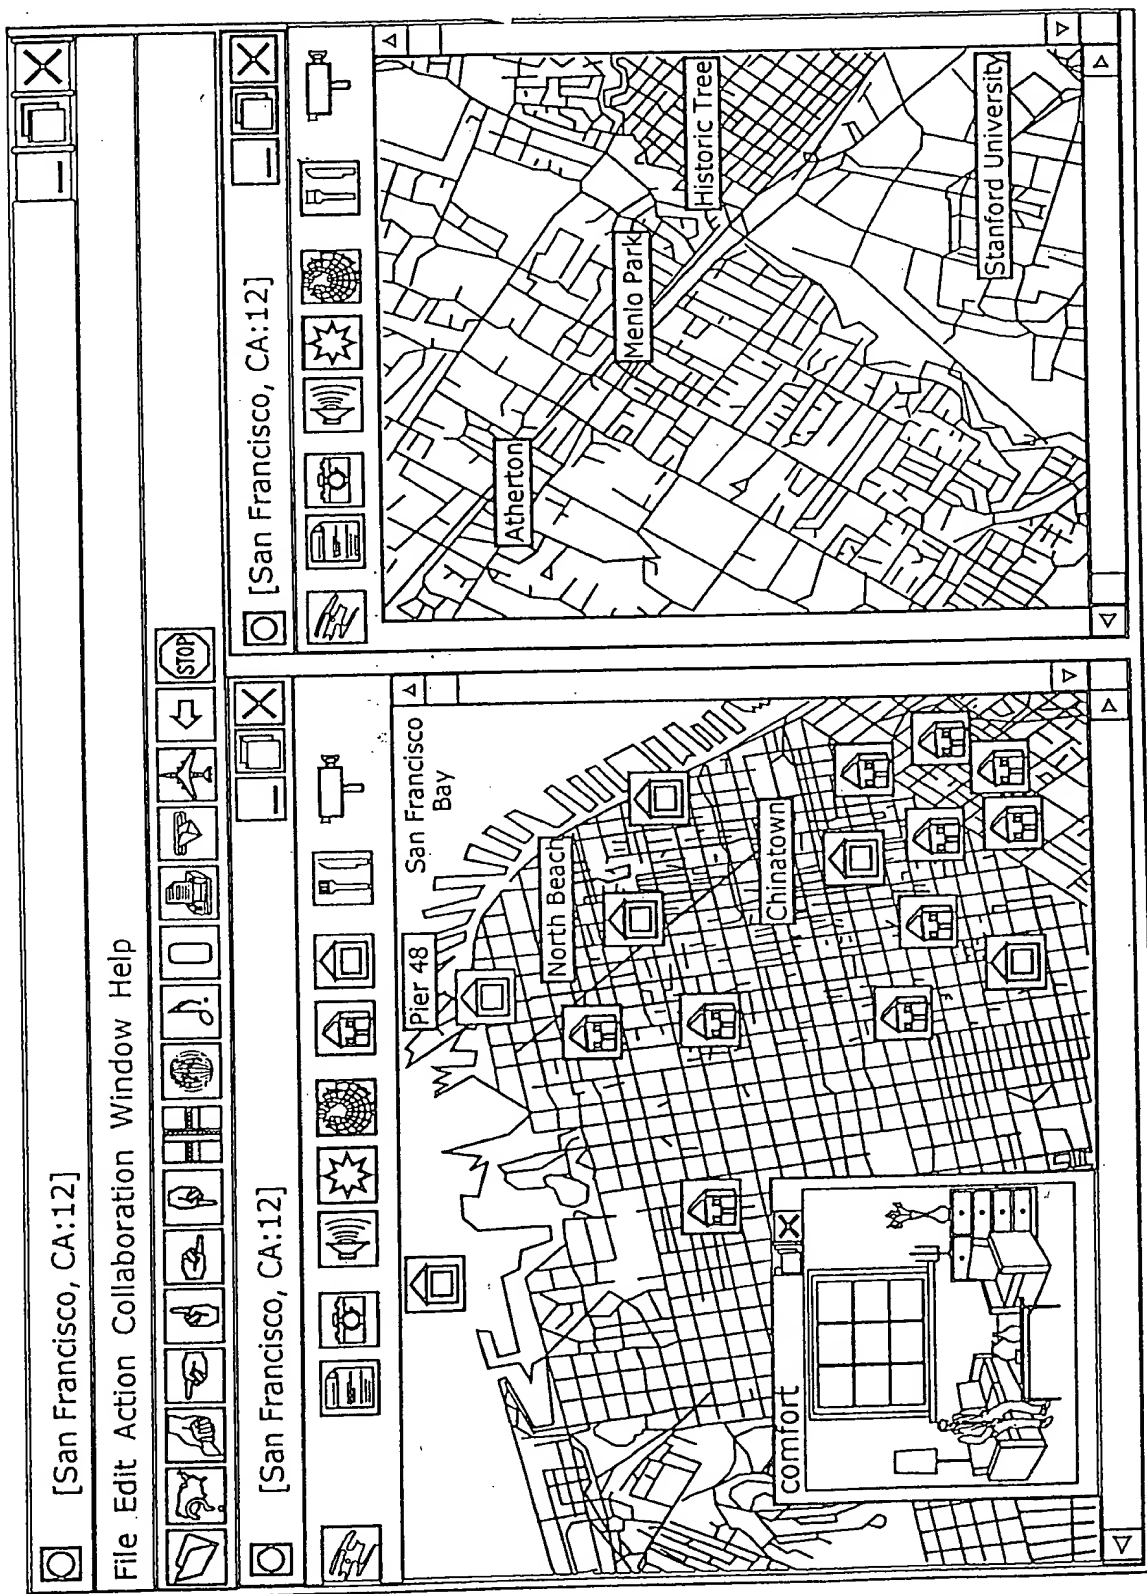 [San Francisco, CA:12]
File Edit Action Collaboration Window Help
STOP
[San Francisco, CA:12]
San Francisco
Bay
Pier 48
North Beach
Chinatown
comfort
[San Francisco, CA:12]
Atherton
Menlo Park
Historic Tree
Stanford University